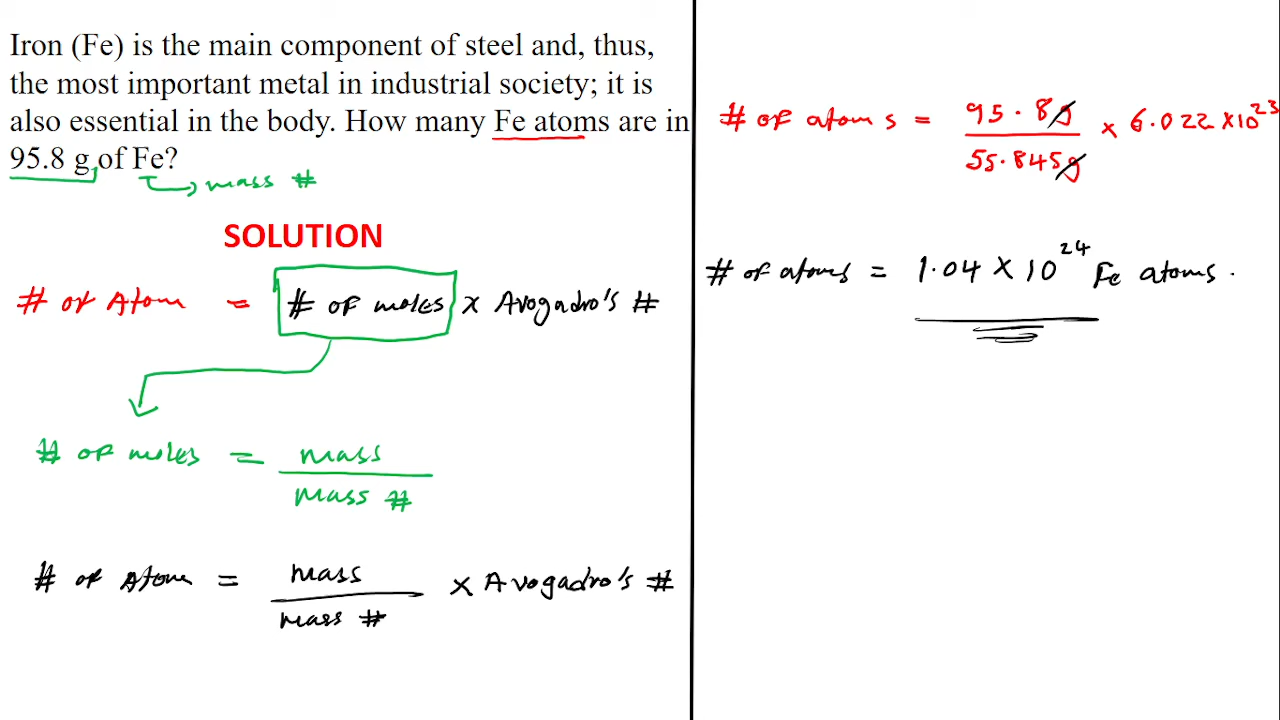 Iron (Fe) is the main component of steel and, thus,
the most important metal in industrial society; it is
also essential in the body. How many Fe atoms are in
95.8 g of Fe?
mass #
SOLUTION
# of Atom = # of moles x Avogadro's #
# of moles = mass
mass #
# of Atom = mass x Avogadro's #
mass #
# of atoms = 95.8g x 6.022 x 10^23
55.845g
# of atoms = 1.04 x 10^24 Fe atoms.